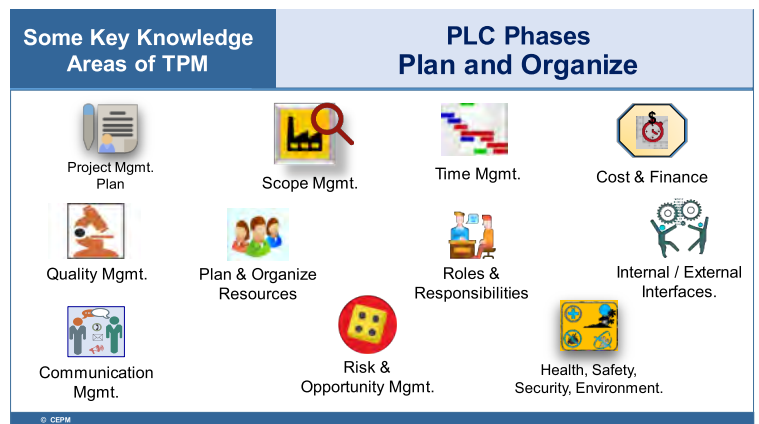 Some Key Knowledge
Areas of TPM
PLC Phases
Plan and Organize
Project Mgmt.
Plan
Scope Mgmt.
Time Mgmt.
$
Cost & Finance
Quality Mgmt.
Plan & Organize
Resources
Roles &
Responsibilities
Internal / External
Interfaces.
Communication
Mgmt.
Risk &
Opportunity Mgmt.
Health, Safety,
Security, Environment.
© CEPM